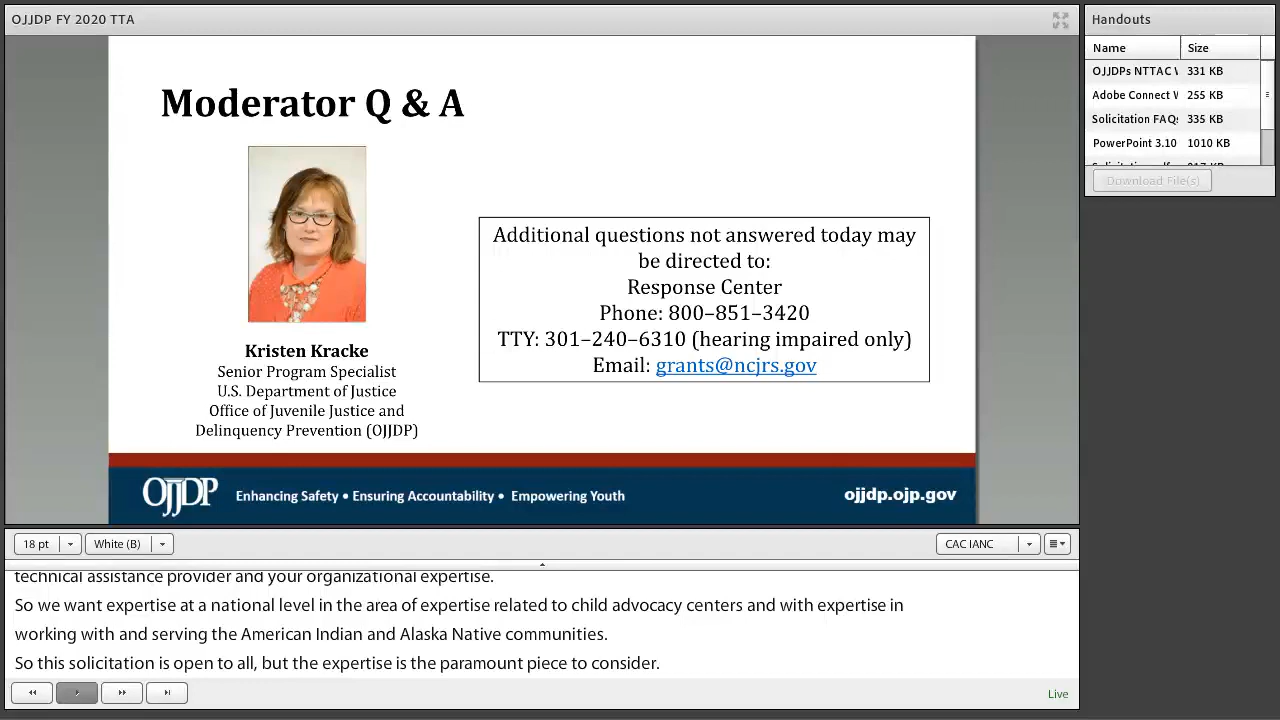 OJJDP FY 2020 TTA
Moderator Q & A
Kristen Kracke
Senior Program Specialist
U.S. Department of Justice
Office of Juvenile Justice and
Delinquency Prevention (OJJDP)
Additional questions not answered today may
be directed to:
Response Center
Phone: 800–851–3420
TTY: 301–240–6310 (hearing impaired only)
Email: grants@ncjrs.gov
OJJDP
Enhancing Safety • Ensuring Accountability • Empowering Youth
ojjdp.ojp.gov
Handouts
Name Size
OJJDPs NTTAC 331 KB
Adobe Connect 255 KB
Solicitation FAQs 335 KB
PowerPoint 3.10 1010 KB
Download File(s)
18 pt White (B) CAC IANC
technical assistance provider and your organizational expertise.
So we want expertise at a national level in the area of expertise related to child advocacy centers and with expertise in
working with and serving the American Indian and Alaska Native communities.
So this solicitation is open to all, but the expertise is the paramount piece to consider.
Live